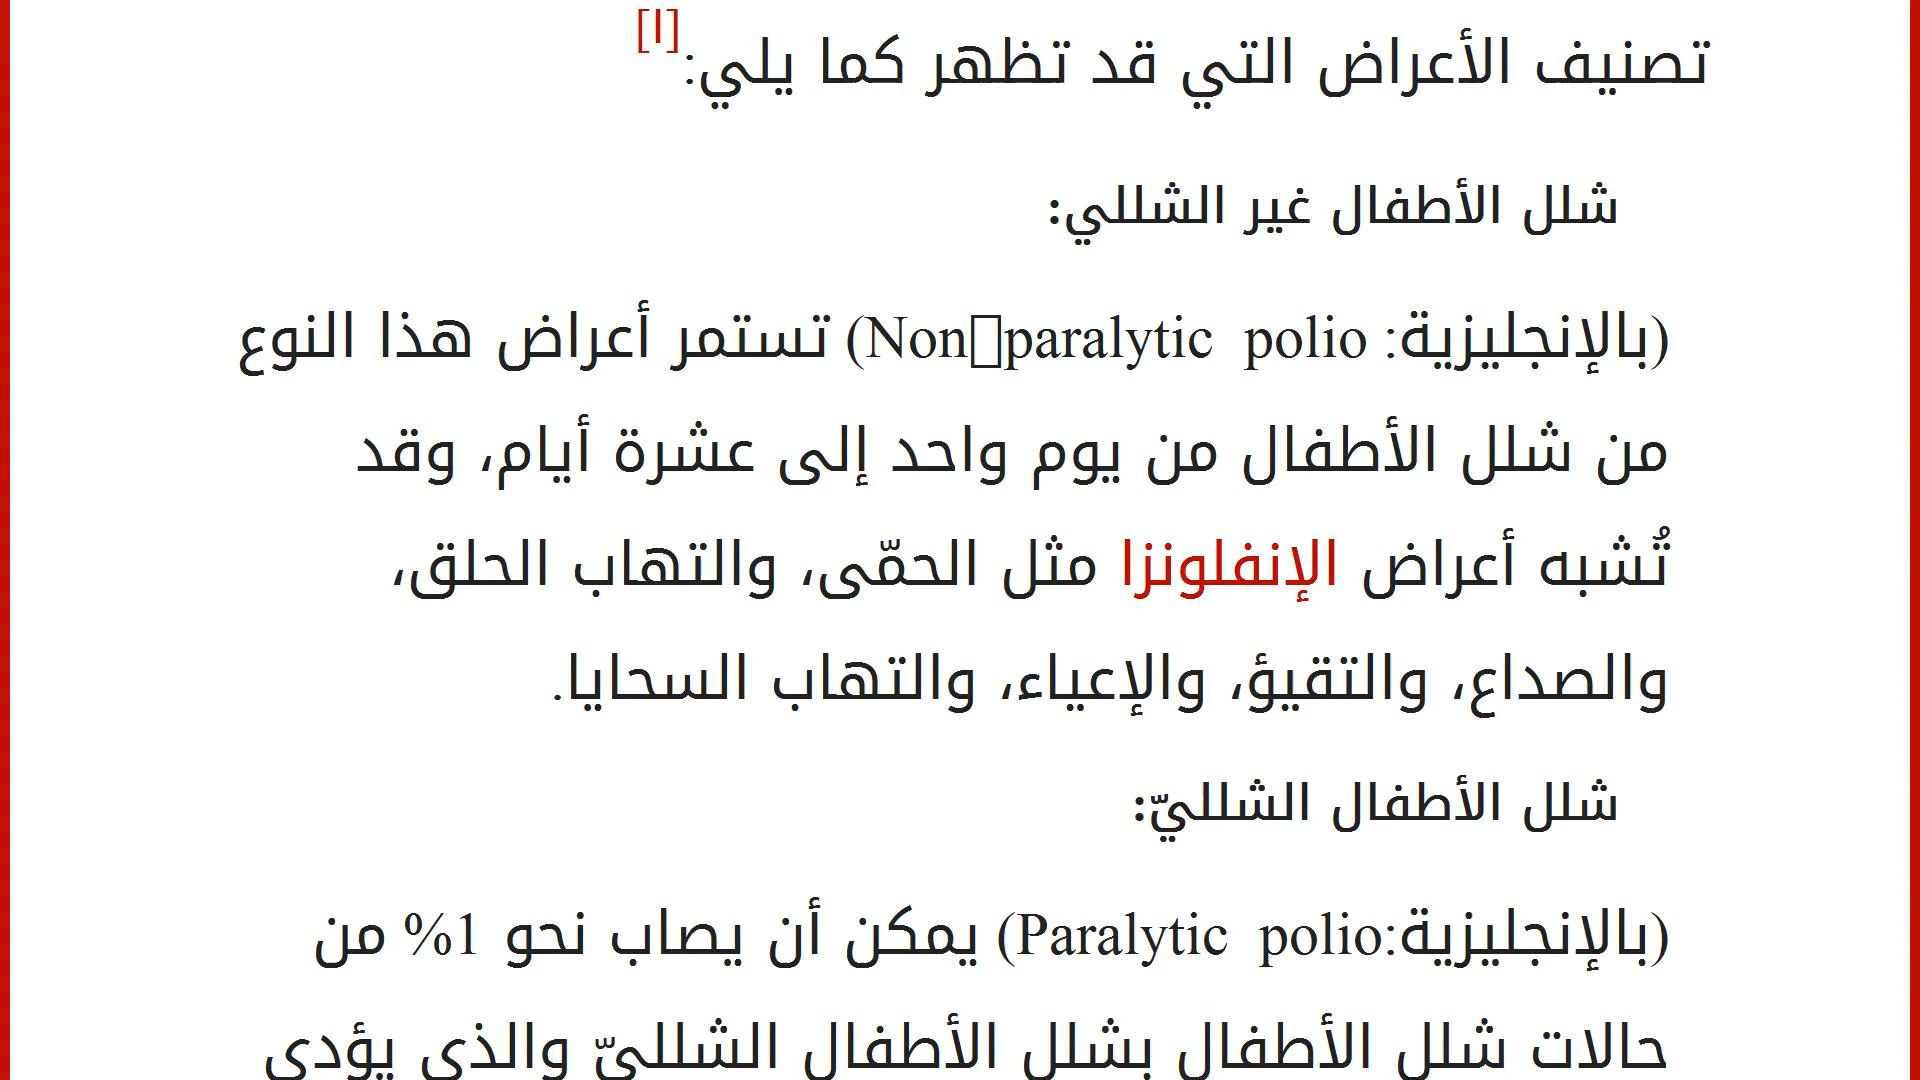 تصنيف الأعراض التي قد تظهر كما يلي:[١]
شلل الأطفال غير الشللي:
(بالإنجليزية: Non▯paralytic polio) تستمر أعراض هذا النوع
من شلل الأطفال من يوم واحد إلى عشرة أيام، وقد
تُشبه أعراض الإنفلونزا مثل الحمّى، والتهاب الحلق،
والصداع، والتقيؤ، والإعياء، والتهاب السحايا.
شلل الأطفال الشلليّ:
(بالإنجليزية:Paralytic polio) يمكن أن يصاب نحو 1% من
حالات شلل الأطفال بشلل الأطفال الشلليّ والذي يؤدي